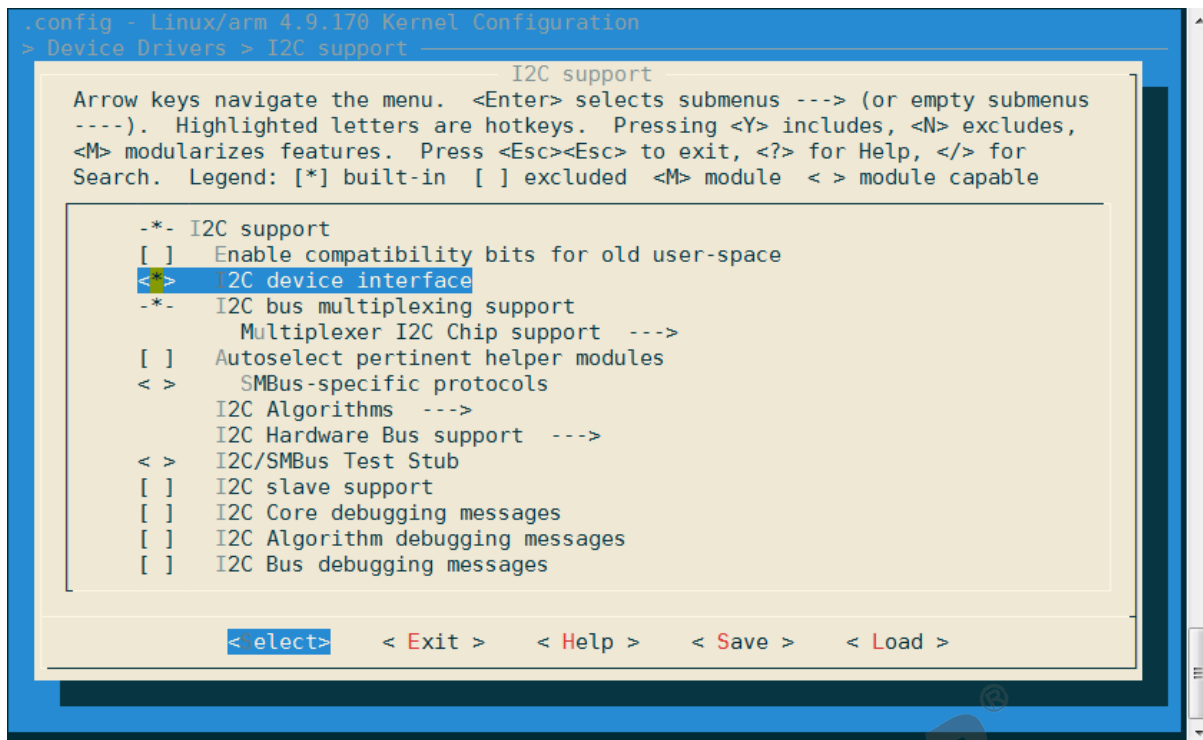 .config - Linux/arm 4.9.170 Kernel Configuration
> Device Drivers > I2C support
I2C support
Arrow keys navigate the menu.  <Enter> selects submenus ---> (or empty submenus
----).  Highlighted letters are hotkeys.  Pressing <Y> includes, <N> excludes,
<M> modularizes features.  Press <Esc><Esc> to exit, <?> for Help, </> for
Search.  Legend: [*] built-in  [ ] excluded  <M> module  < > module capable
-*- I2C support
[ ]   Enable compatibility bits for old user-space
<*>   I2C device interface
-*-   I2C bus multiplexing support
Multiplexer I2C Chip support  --->
[ ]   Autoselect pertinent helper modules
< >     SMBus-specific protocols
I2C Algorithms  --->
I2C Hardware Bus support  --->
< >   I2C/SMBus Test Stub
[ ]   I2C slave support
[ ]   I2C Core debugging messages
[ ]   I2C Algorithm debugging messages
[ ]   I2C Bus debugging messages
<Select>    < Exit >    < Help >    < Save >    < Load >
®